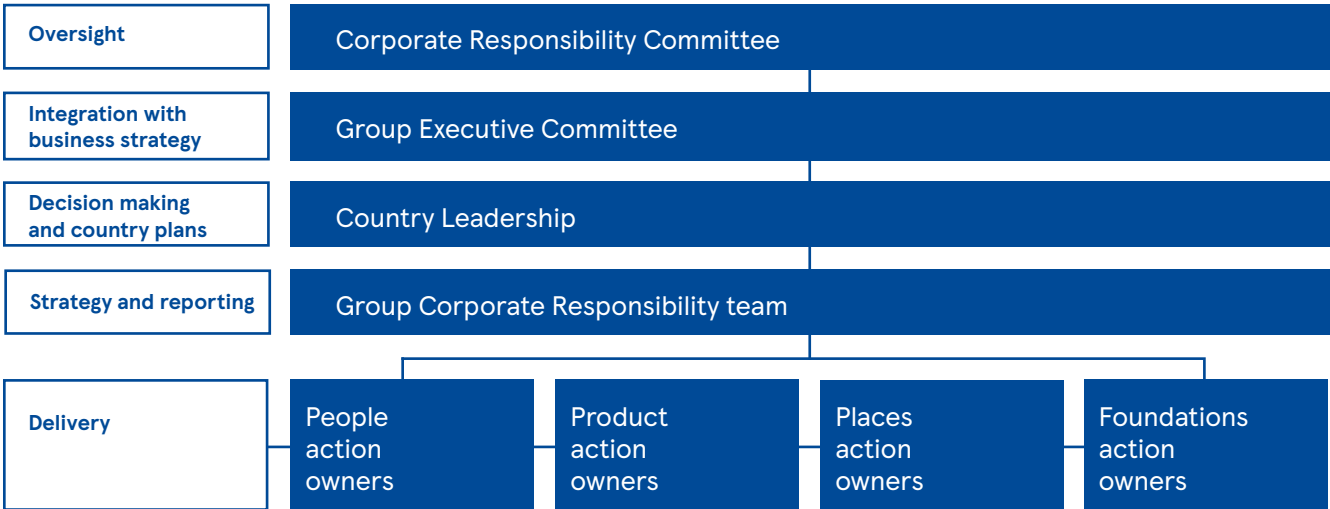 Oversight
Corporate Responsibility Committee
Integration with
business strategy
Group Executive Committee
Decision making
and country plans
Country Leadership
Strategy and reporting
Group Corporate Responsibility team
Delivery
People
action
owners
Product
action
owners
Places
action
owners
Foundations
action
owners